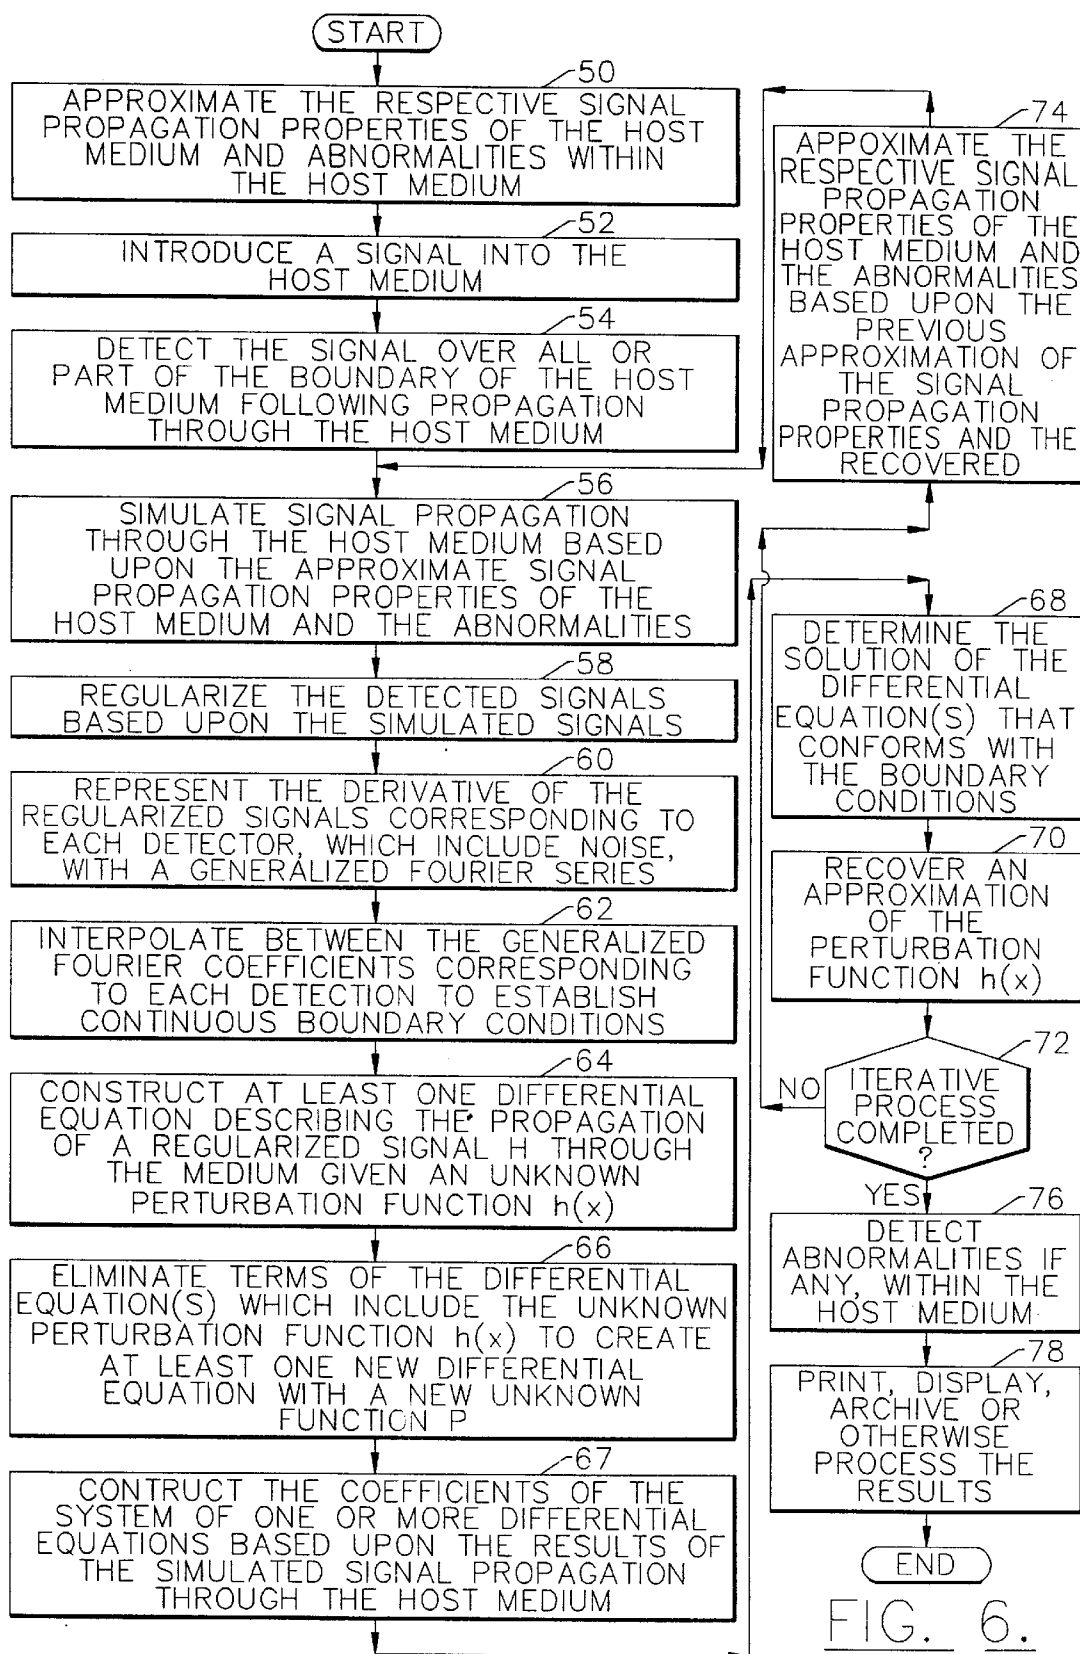 START
50
APPROXIMATE THE RESPECTIVE SIGNAL
PROPAGATION PROPERTIES OF THE HOST
MEDIUM AND ABNORMALITIES WITHIN
THE HOST MEDIUM
52
INTRODUCE A SIGNAL INTO THE
HOST MEDIUM
54
DETECT THE SIGNAL OVER ALL OR
PART OF THE BOUNDARY OF THE HOST
MEDIUM FOLLOWING PROPAGATION
THROUGH THE HOST MEDIUM
56
SIMULATE SIGNAL PROPAGATION
THROUGH THE HOST MEDIUM BASED
UPON THE APPROXIMATE SIGNAL
PROPAGATION PROPERTIES OF THE
HOST MEDIUM AND THE ABNORMALITIES
58
REGULARIZE THE DETECTED SIGNALS
BASED UPON THE SIMULATED SIGNALS
60
REPRESENT THE DERIVATIVE OF THE
REGULARIZED SIGNALS CORRESPONDING TO
EACH DETECTOR, WHICH INCLUDE NOISE,
WITH A GENERALIZED FOURIER SERIES
62
INTERPOLATE BETWEEN THE GENERALIZED
FOURIER COEFFICIENTS CORRESPONDING
TO EACH DETECTION TO ESTABLISH
CONTINUOUS BOUNDARY CONDITIONS
64
CONSTRUCT AT LEAST ONE DIFFERENTIAL
EQUATION DESCRIBING THE PROPAGATION
OF A REGULARIZED SIGNAL H THROUGH
THE MEDIUM GIVEN AN UNKNOWN
PERTURBATION FUNCTION h(x)
66
ELIMINATE TERMS OF THE DIFFERENTIAL
EQUATION(S) WHICH INCLUDE THE UNKNOWN
PERTURBATION FUNCTION h(x) TO CREATE
AT LEAST ONE NEW DIFFERENTIAL
EQUATION WITH A NEW UNKNOWN
FUNCTION P
67
CONTRUCT THE COEFFICIENTS OF THE
SYSTEM OF ONE OR MORE DIFFERENTIAL
EQUATIONS BASED UPON THE RESULTS OF
THE SIMULATED SIGNAL PROPAGATION
THROUGH THE HOST MEDIUM
74
APPOXIMATE THE
RESPECTIVE SIGNAL
PROPAGATION
PROPERTIES OF THE
HOST MEDIUM AND
THE ABNORMALITIES
BASED UPON THE
PREVIOUS
APPROXIMATION OF
THE SIGNAL
PROPAGATION
PROPERTIES AND THE
RECOVERED
68
DETERMINE THE
SOLUTION OF THE
DIFFERENTIAL
EQUATION(S) THAT
CONFORMS WITH
THE BOUNDARY
CONDITIONS
70
RECOVER AN
APPROXIMATION
OF THE
PERTURBATION
FUNCTION h(x)
72
NO
ITERATIVE
PROCESS
COMPLETED
?
YES
76
DETECT
ABNORMALITIES IF
ANY, WITHIN THE
HOST MEDIUM
78
PRINT, DISPLAY,
ARCHIVE OR
OTHERWISE
PROCESS THE
RESULTS
END
FIG. 6.